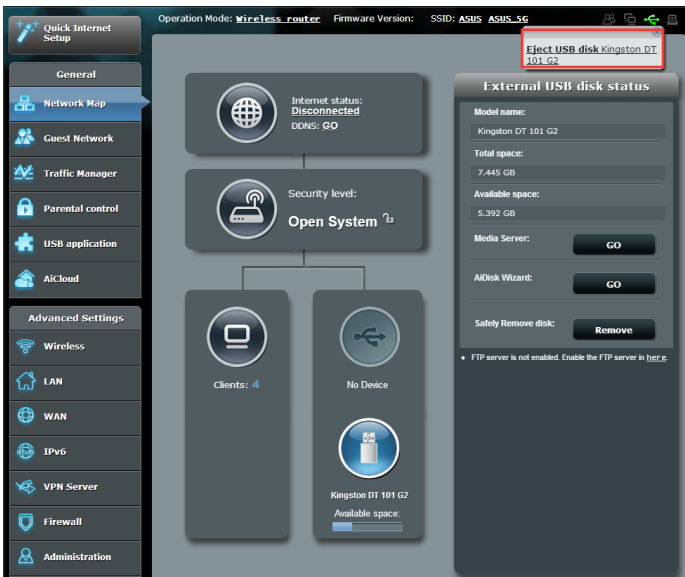 Quick Internet
Setup
Operation Mode: Wireless router Firmware Version: SSID: ASUS ASUS_5G
Eject USB disk Kingston DT
101 G2
General
Network Map
Guest Network
Traffic Manager
Parental control
USB application
AiCloud
Advanced Settings
Wireless
LAN
WAN
IPv6
VPN Server
Firewall
Administration
Internet status:
Disconnected
DDNS: GO
Security level:
Open System
Clients: 4
No Device
Kingston DT 101 G2
Available space:
External USB disk status
Model name:
Kingston DT 101 G2
Total space:
7.445 GB
Available space:
5.392 GB
Media Server: GO
AiDisk Wizard: GO
Safely Remove disk: Remove
• FTP server is not enabled. Enable the FTP server in here.